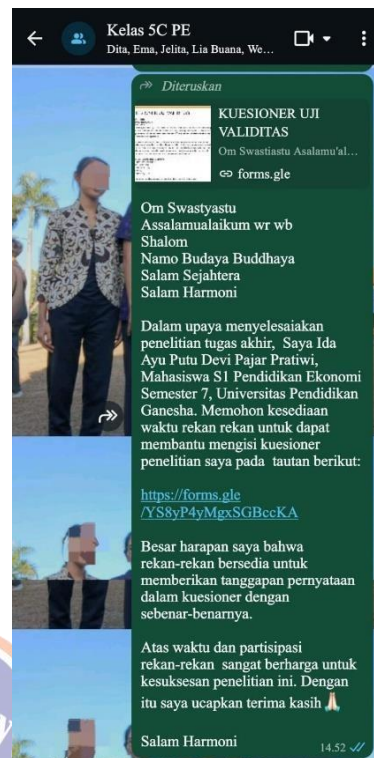 Kelas 5C PE
Dita, Ema, Jelita, Lia Buana, We...
Diteruskan
KUESIONER UJI
VALIDITAS
Om Swastiastu Asalamu'al...
forms.gle
Om Swastyastu
Assalamualaikum wr wb
Shalom
Namo Budaya Buddhaya
Salam Sejahtera
Salam Harmoni
Dalam upaya menyelesaiakan
penelitian tugas akhir, Saya Ida
Ayu Putu Devi Pajar Pratiwi,
Mahasiswa S1 Pendidikan Ekonomi
Semester 7, Universitas Pendidikan
Ganesha. Memohon kesediaan
waktu rekan rekan untuk dapat
membantu mengisi kuesioner
penelitian saya pada tautan berikut:
https://forms.gle
/YS8yP4yMgxSGBccKA
Besar harapan saya bahwa
rekan-rekan bersedia untuk
memberikan tanggapan pernyataan
dalam kuesioner dengan
sebenar-benarnya.
Atas waktu dan partisipasi
rekan-rekan sangat berharga untuk
kesuksesan penelitian ini. Dengan
itu saya ucapkan terima kasih 🙏🏻
Salam Harmoni
14.52